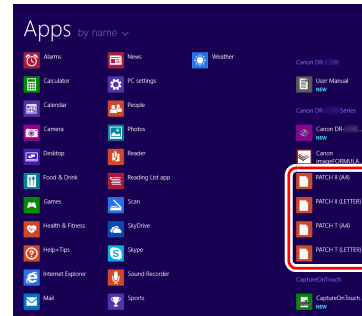 Apps by name
Alarms
Calculator
Calendar
Camera
Desktop
Food & Drink
Games
Health & Fitness
Help+Tips
Internet Explorer
Mail
News
PC settings
People
Photos
Reader
Reading List app
Scan
SkyDrive
Skype
Sound Recorder
Sports
Weather
Canon DR-
User Manual
NEW
Canon DR- Series
Canon DR-
NEW
Canon
imageFORMULA
PATCH II (A4)
PATCH II (LETTER)
PATCH T (A4)
PATCH T (LETTER)
CaptureOnTouch
CaptureOnTouch
NEW